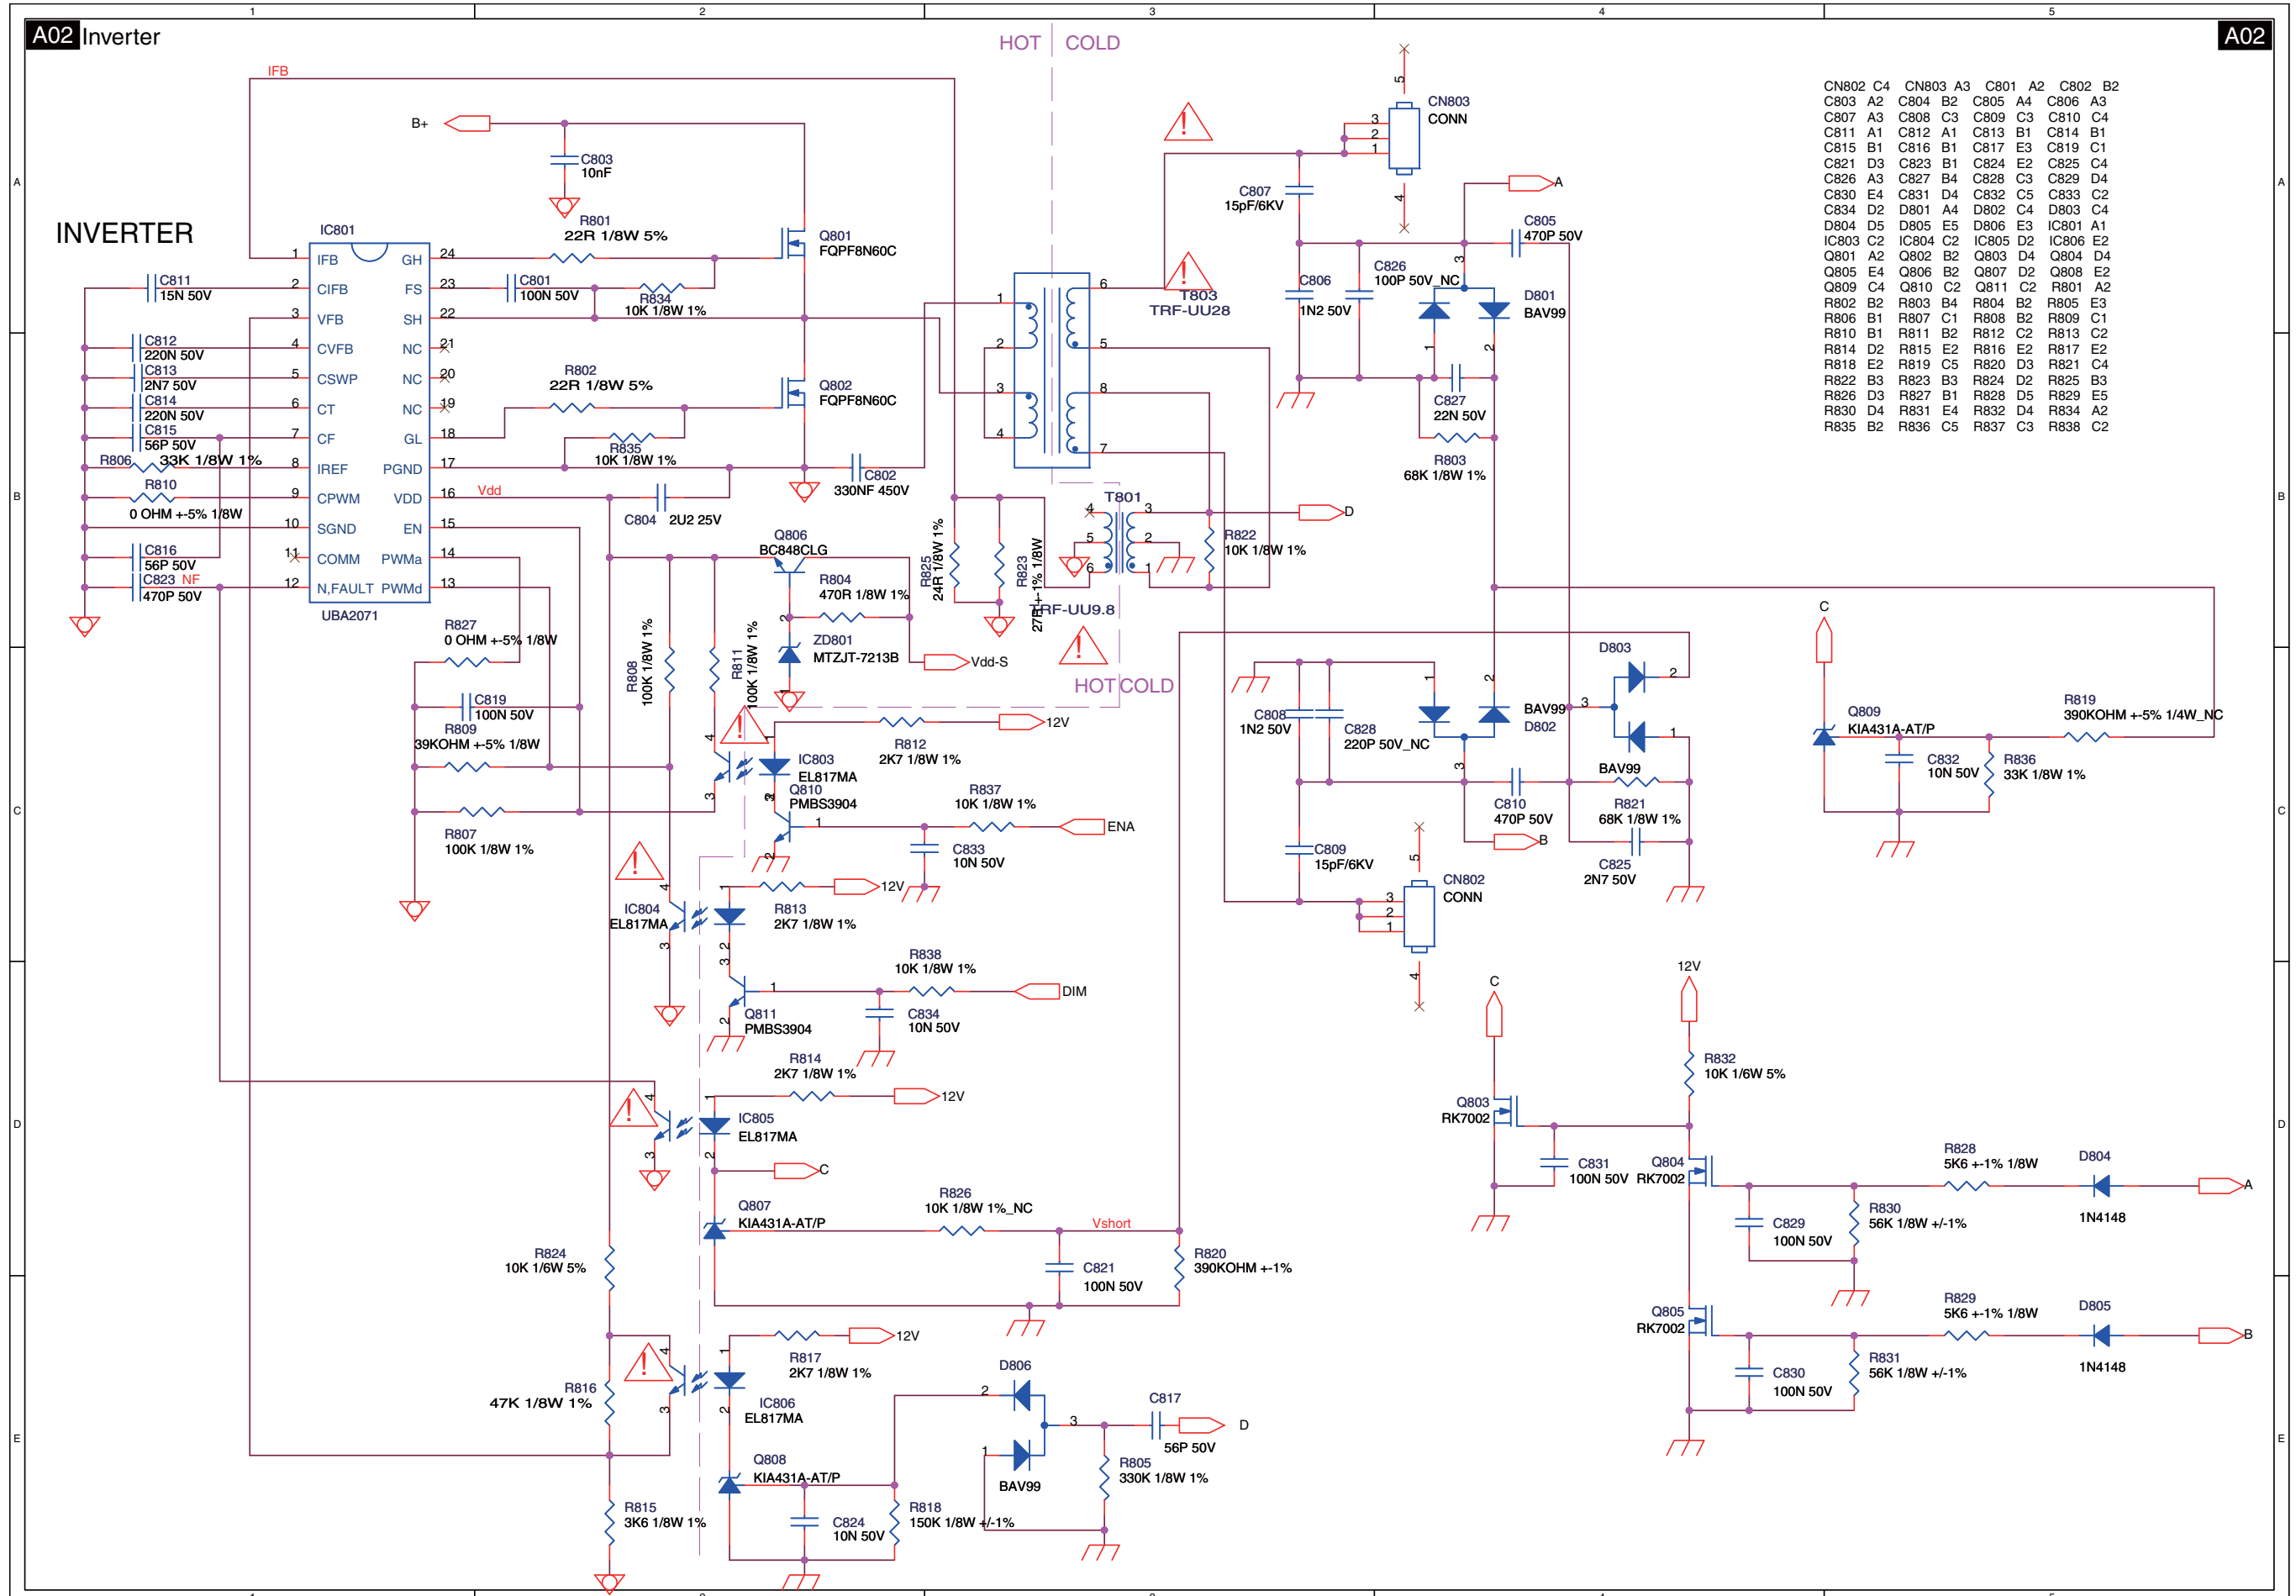 1 2 3 4 5
A02 Inverter
A02
HOT COLD
IFB
B+
C803
10nF
INVERTER
IC801
1 IFB
2 CIFB
3 VFB
4 CVFB
5 CSWP
6 CT
7 CF
8 IREF
9 CPWM
10 SGND
11 COMM
12 N,FAULT
GH 24
FS 23
SH 22
NC 21
NC 20
NC 19
GL 18
PGND 17
VDD 16
EN 15
PWMa 14
PWMd 13
UBA2071
C811
15N 50V
C812
220N 50V
C813
2N7 50V
C814
220N 50V
C815
56P 50V
R806 33K 1/8W 1%
R810
0 OHM +-5% 1/8W
C816
56P 50V
C823 NF
470P 50V
R801
22R 1/8W 5%
C801
100N 50V
R834
10K 1/8W 1%
Q801
FQPF8N60C
R802
22R 1/8W 5%
Q802
FQPF8N60C
R835
10K 1/8W 1%
C802
330NF 450V
Vdd
C804 2U2 25V
Q806
BC848CLG
R804
470R 1/8W 1%
ZD801
MTZJT-7213B
Vdd-S
R825
24R 1/8W 1%
R823
27R +-1% 1/8W
T801
TRF-UU9.8
T803
TRF-UU28
R822
10K 1/8W 1%
D
HOT COLD
R827
0 OHM +-5% 1/8W
C819
100N 50V
R809
39KOHM +-5% 1/8W
R807
100K 1/8W 1%
R808
100K 1/8W 1%
R811
100K 1/8W 1%
12V
R812
2K7 1/8W 1%
IC803
EL817MA
Q810
PMBS3904
R837
10K 1/8W 1%
ENA
C833
10N 50V
12V
R813
2K7 1/8W 1%
IC804
EL817MA
R838
10K 1/8W 1%
DIM
C834
10N 50V
Q811
PMBS3904
R814
2K7 1/8W 1%
12V
IC805
EL817MA
C
Q807
KIA431A-AT/P
R826
10K 1/8W 1%_NC
Vshort
C821
100N 50V
R820
390KOHM +-1%
R824
10K 1/6W 5%
R816
47K 1/8W 1%
R815
3K6 1/8W 1%
12V
R817
2K7 1/8W 1%
IC806
EL817MA
Q808
KIA431A-AT/P
C824
10N 50V
R818
150K 1/8W +/-1%
D806
BAV99
R805
330K 1/8W 1%
C817
56P 50V
D
CN803
CONN
C807
15pF/6KV
A
C805
470P 50V
C806
1N2 50V
C826
100P 50V_NC
D801
BAV99
C827
22N 50V
R803
68K 1/8W 1%
C808
1N2 50V
C828
220P 50V_NC
BAV99
D802
D803
BAV99
C810
470P 50V
R821
68K 1/8W 1%
B
C825
2N7 50V
C809
15pF/6KV
CN802
CONN
C
Q809
KIA431A-AT/P
C832
10N 50V
R836
33K 1/8W 1%
R819
390KOHM +-5% 1/4W_NC
C
12V
R832
10K 1/6W 5%
Q803
RK7002
C831
100N 50V
Q804
RK7002
R828
5K6 +-1% 1/8W
D804
1N4148
A
C829
100N 50V
R830
56K 1/8W +/-1%
Q805
RK7002
R829
5K6 +-1% 1/8W
D805
1N4148
B
C830
100N 50V
R831
56K 1/8W +/-1%
CN802 C4 CN803 A3 C801 A2 C802 B2
C803 A2 C804 B2 C805 A4 C806 A3
C807 A3 C808 C3 C809 C3 C810 C4
C811 A1 C812 A1 C813 B1 C814 B1
C815 B1 C816 B1 C817 E3 C819 C1
C821 D3 C823 B1 C824 E2 C825 C4
C826 A3 C827 B4 C828 C3 C829 D4
C830 E4 C831 D4 C832 C5 C833 C2
C834 D2 D801 A4 D802 C4 D803 C4
D804 D5 D805 E5 D806 E3 IC801 A1
IC803 C2 IC804 C2 IC805 D2 IC806 E2
Q801 A2 Q802 B2 Q803 D4 Q804 D4
Q805 E4 Q806 B2 Q807 D2 Q808 E2
Q809 C4 Q810 C2 Q811 C2 R801 A2
R802 B2 R803 B4 R804 B2 R805 E3
R806 B1 R807 C1 R808 B2 R809 C1
R810 B1 R811 B2 R812 C2 R813 C2
R814 D2 R815 E2 R816 E2 R817 E2
R818 E2 R819 C5 R820 D3 R821 C4
R822 B3 R823 B3 R824 D2 R825 B3
R826 D3 R827 B1 R828 D5 R829 E5
R830 D4 R831 E4 R832 D4 R834 A2
R835 B2 R836 C5 R837 C3 R838 C2